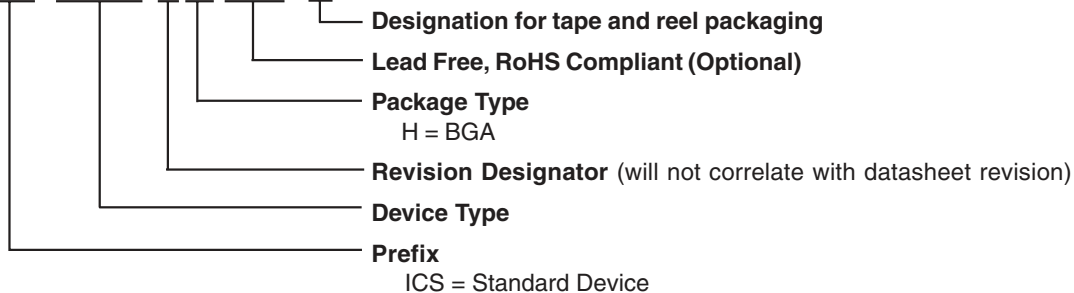 Designation for tape and reel packaging
Lead Free, RoHS Compliant (Optional)
Package Type
H = BGA
Revision Designator (will not correlate with datasheet revision)
Device Type
Prefix
ICS = Standard Device